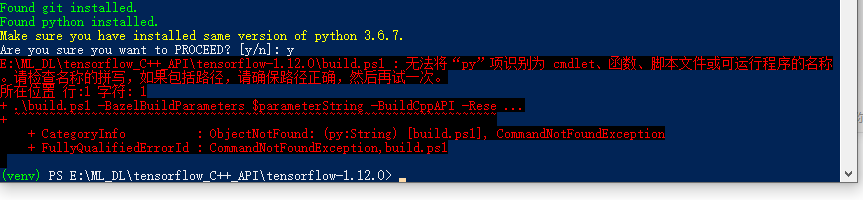 Found git installed.
Found python installed.
Make sure you have installed same version of python 3.6.7.
Are you sure you want to PROCEED? [y/n]: y
E:\ML_DL\tensorflow_C++_API\tensorflow-1.12.0\build.ps1 : 无法将“py”项识别为 cmdlet、函数、脚本文件或可运行程序的名称
。请检查名称的拼写，如果包括路径，请确保路径正确，然后再试一次。
所在位置 行:1 字符: 1
+ .\build.ps1 -BazelBuildParameters $parameterString -BuildCppAPI -Rese ...
+ ~~~~~~~~~~~~~~~~~~~~~~~~~~~~~~~~~~~~~~~~~~~~~~~~~~~~~~~~~~~~~~~~~~~~~
+ CategoryInfo : ObjectNotFound: (py:String) [build.ps1], CommandNotFoundException
+ FullyQualifiedErrorId : CommandNotFoundException,build.ps1
(venv) PS E:\ML_DL\tensorflow_C++_API\tensorflow-1.12.0>